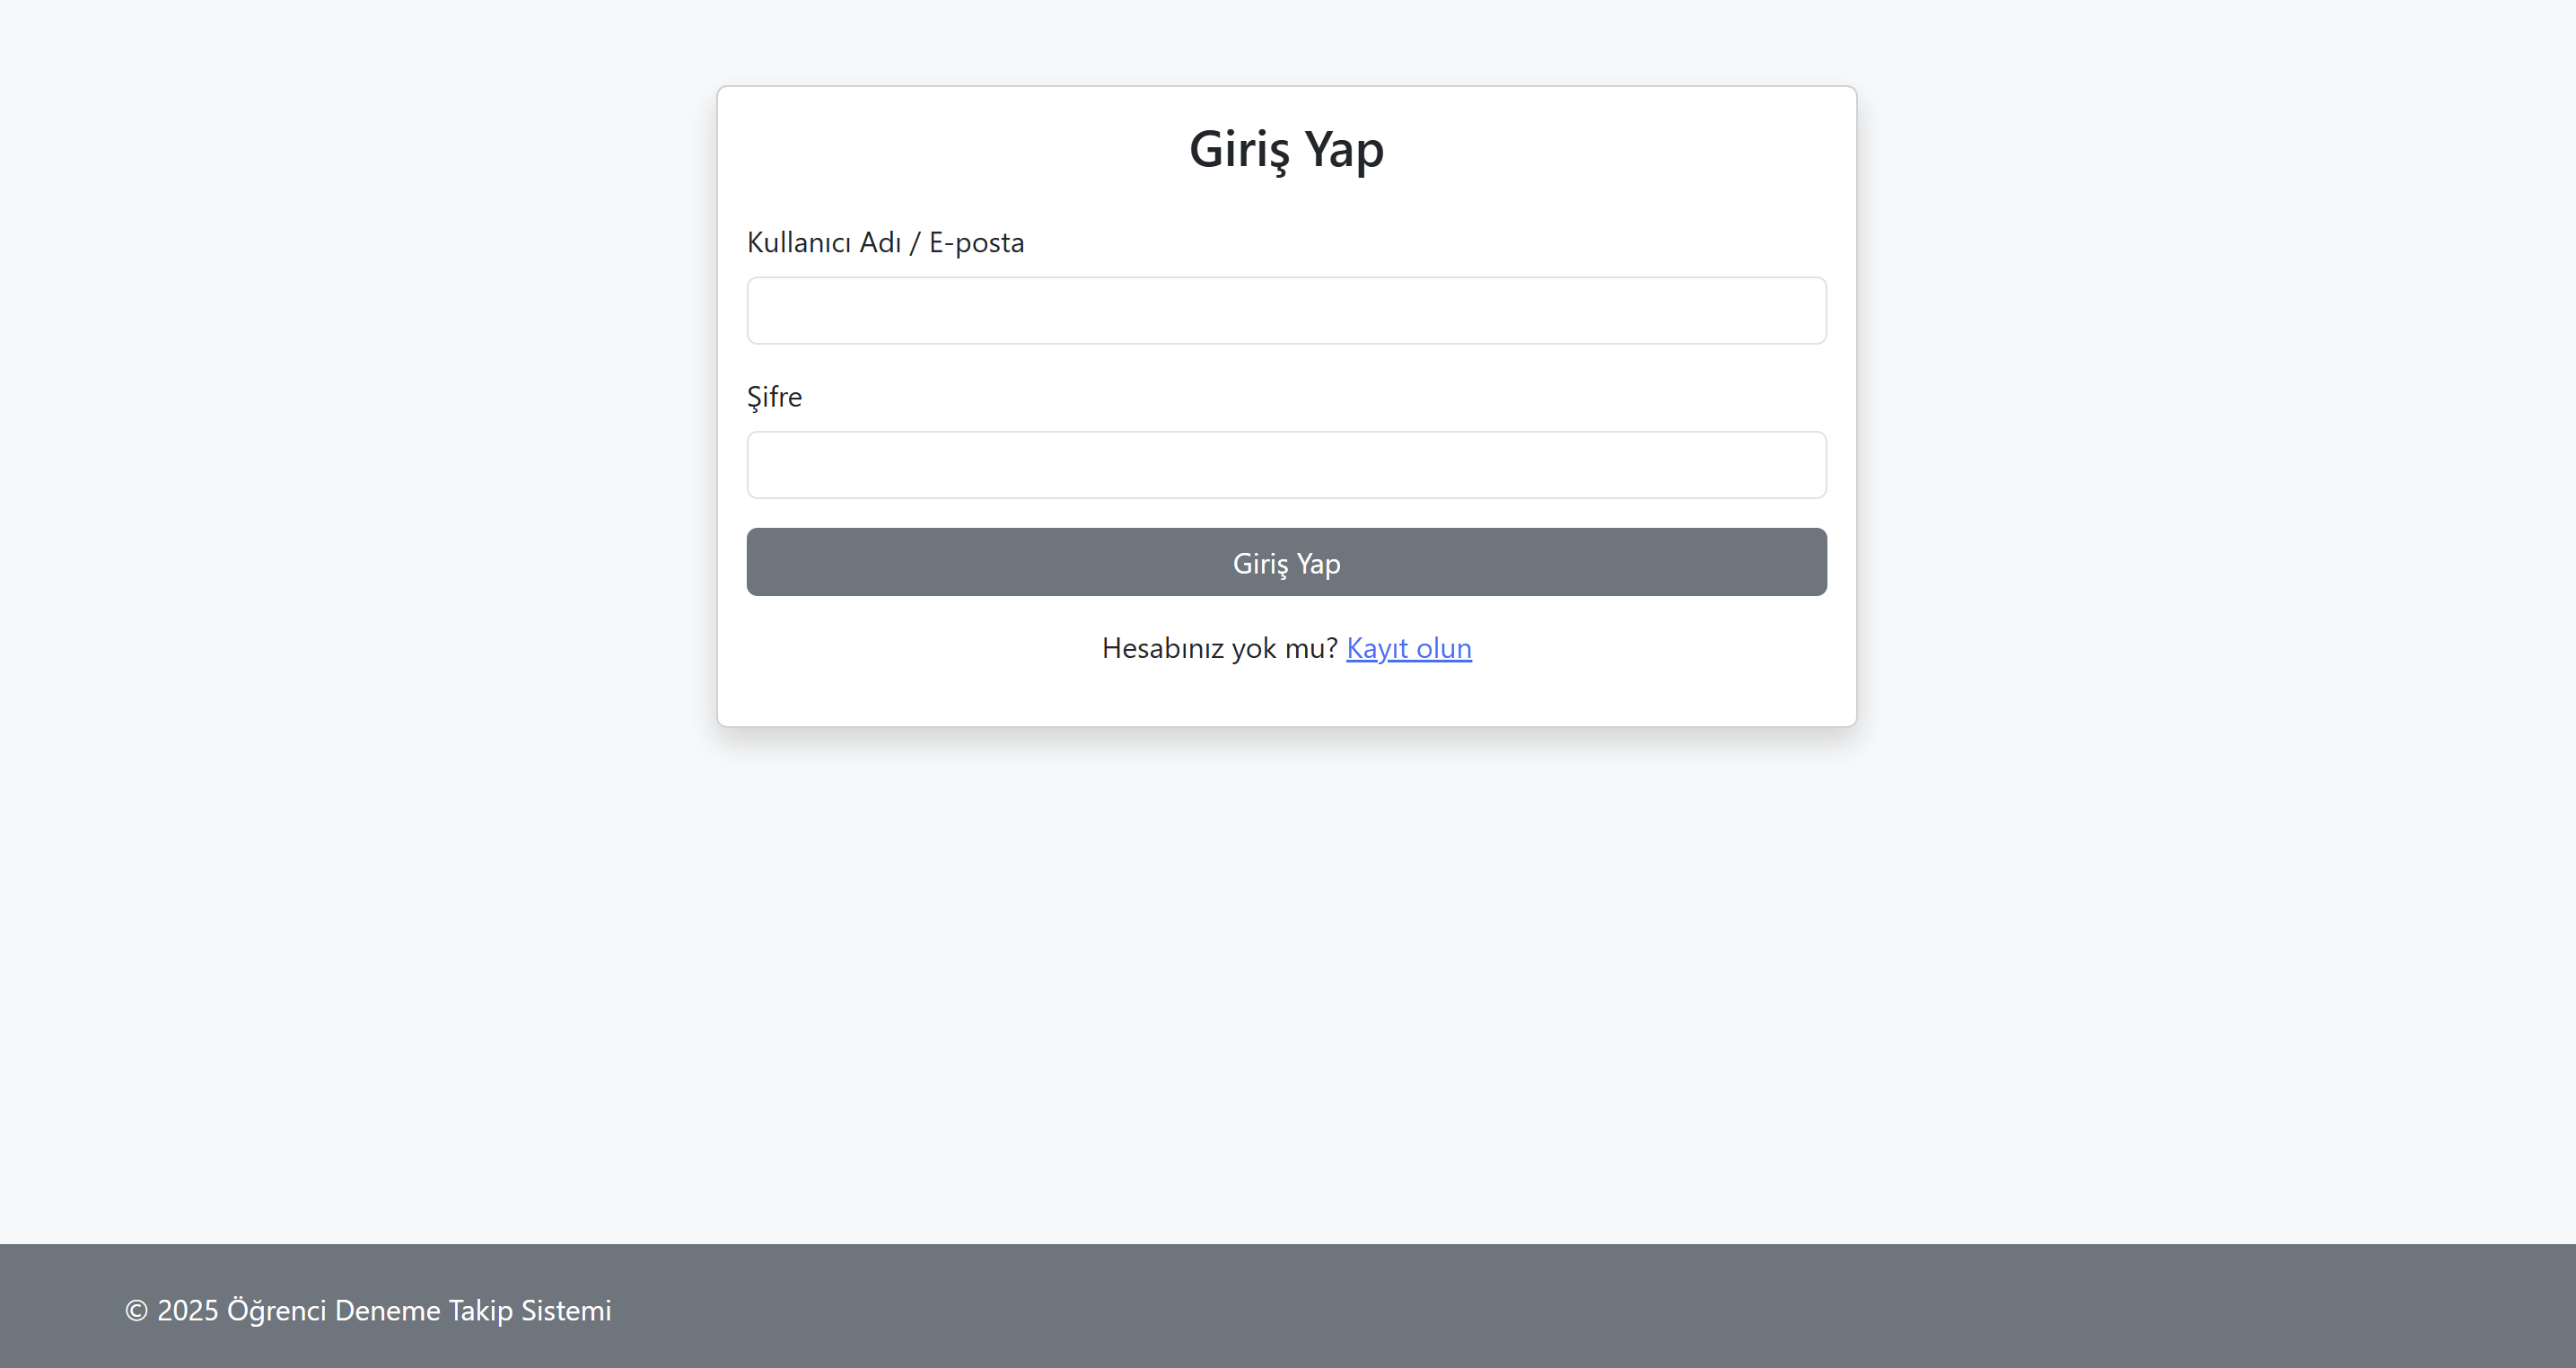 Giriş Yap
Kullanıcı Adı / E-posta
Şifre
Giriş Yap
Hesabınız yok mu? Kayıt olun
© 2025 Öğrenci Deneme Takip Sistemi